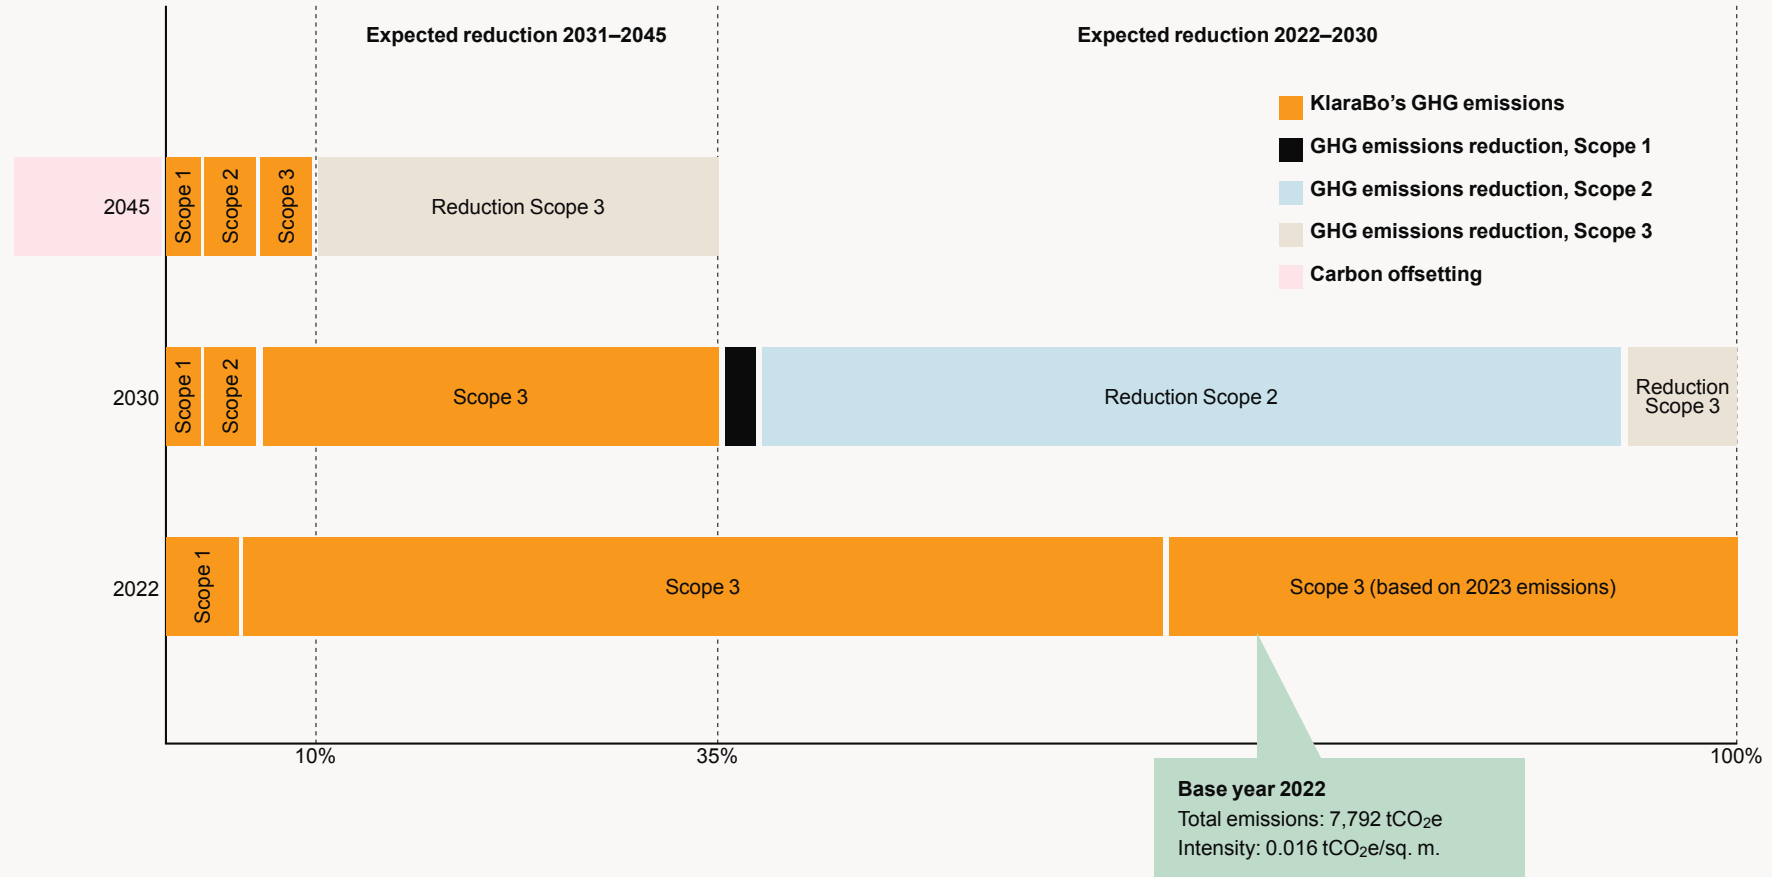 Expected reduction 2031–2045
Expected reduction 2022–2030
KlaraBo's GHG emissions
GHG emissions reduction, Scope 1
GHG emissions reduction, Scope 2
GHG emissions reduction, Scope 3
Carbon offsetting
2045
Scope 1
Scope 2
Scope 3
Reduction Scope 3
2030
Scope 1
Scope 2
Scope 3
Reduction Scope 2
Reduction
Scope 3
2022
Scope 1
Scope 3
Scope 3 (based on 2023 emissions)
10%
35%
100%
Base year 2022
Total emissions: 7,792 tCO₂e
Intensity: 0.016 tCO₂e/sq. m.